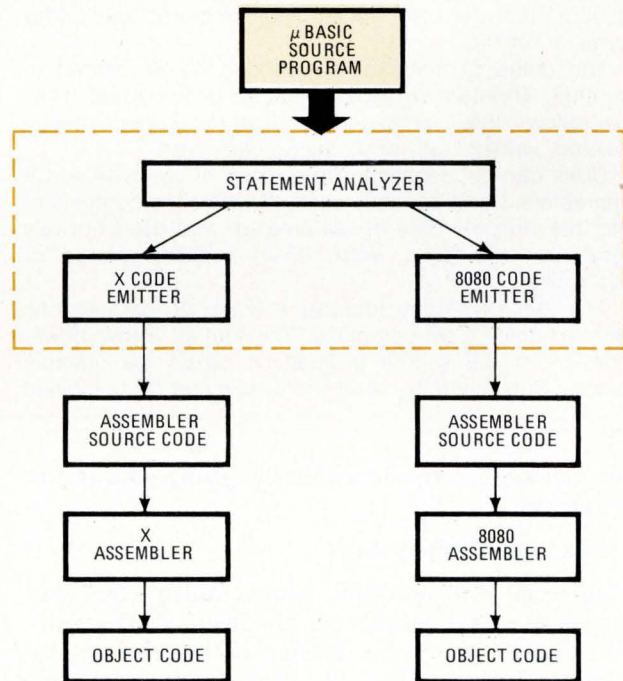 μ BASIC
SOURCE
PROGRAM
STATEMENT ANALYZER
X CODE
EMITTER
8080 CODE
EMITTER
ASSEMBLER
SOURCE CODE
ASSEMBLER
SOURCE CODE
X
ASSEMBLER
8080
ASSEMBLER
OBJECT CODE
OBJECT CODE